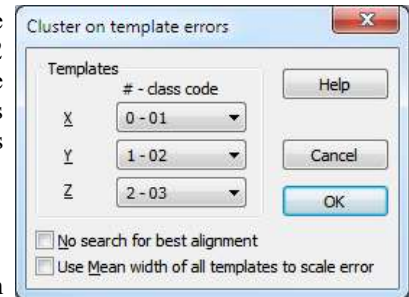 Cluster on template errors
Templates
# - class code
X 0 - 01
Y 1 - 02
Z 2 - 03
Help
Cancel
OK
No search for best alignment
Use Mean width of all templates to scale error